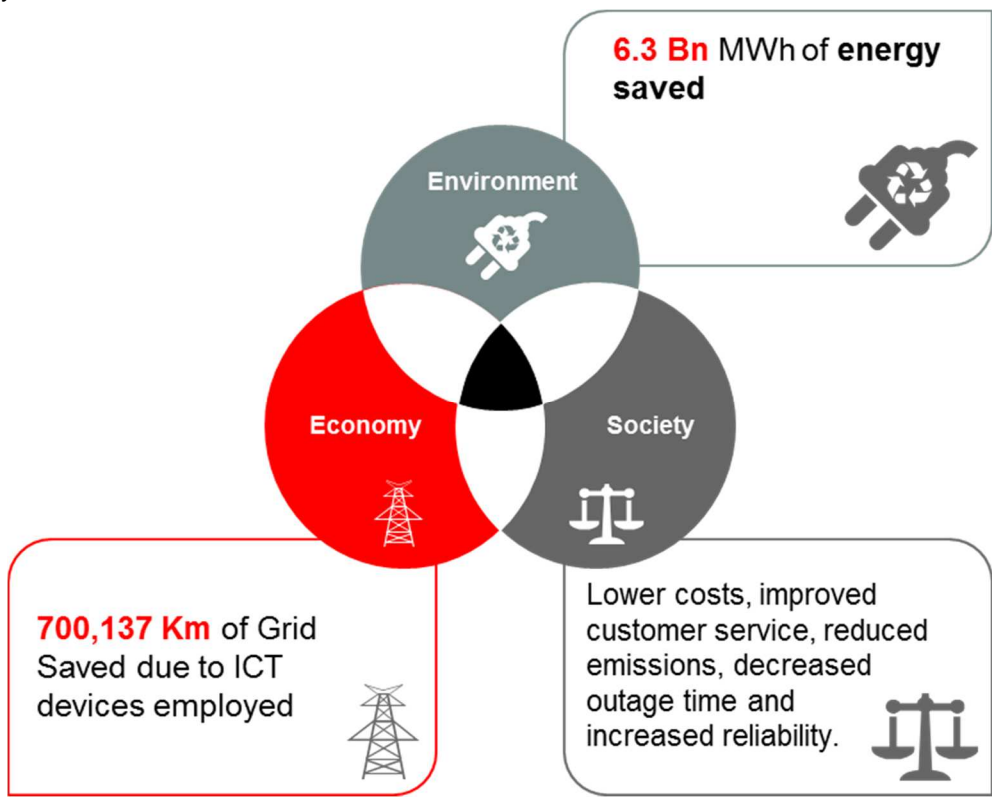 6.3 Bn MWh of energy
saved
Environment
Economy
Society
700,137 Km of Grid
Saved due to ICT
devices employed
Lower costs, improved
customer service, reduced
emissions, decreased
outage time and
increased reliability.